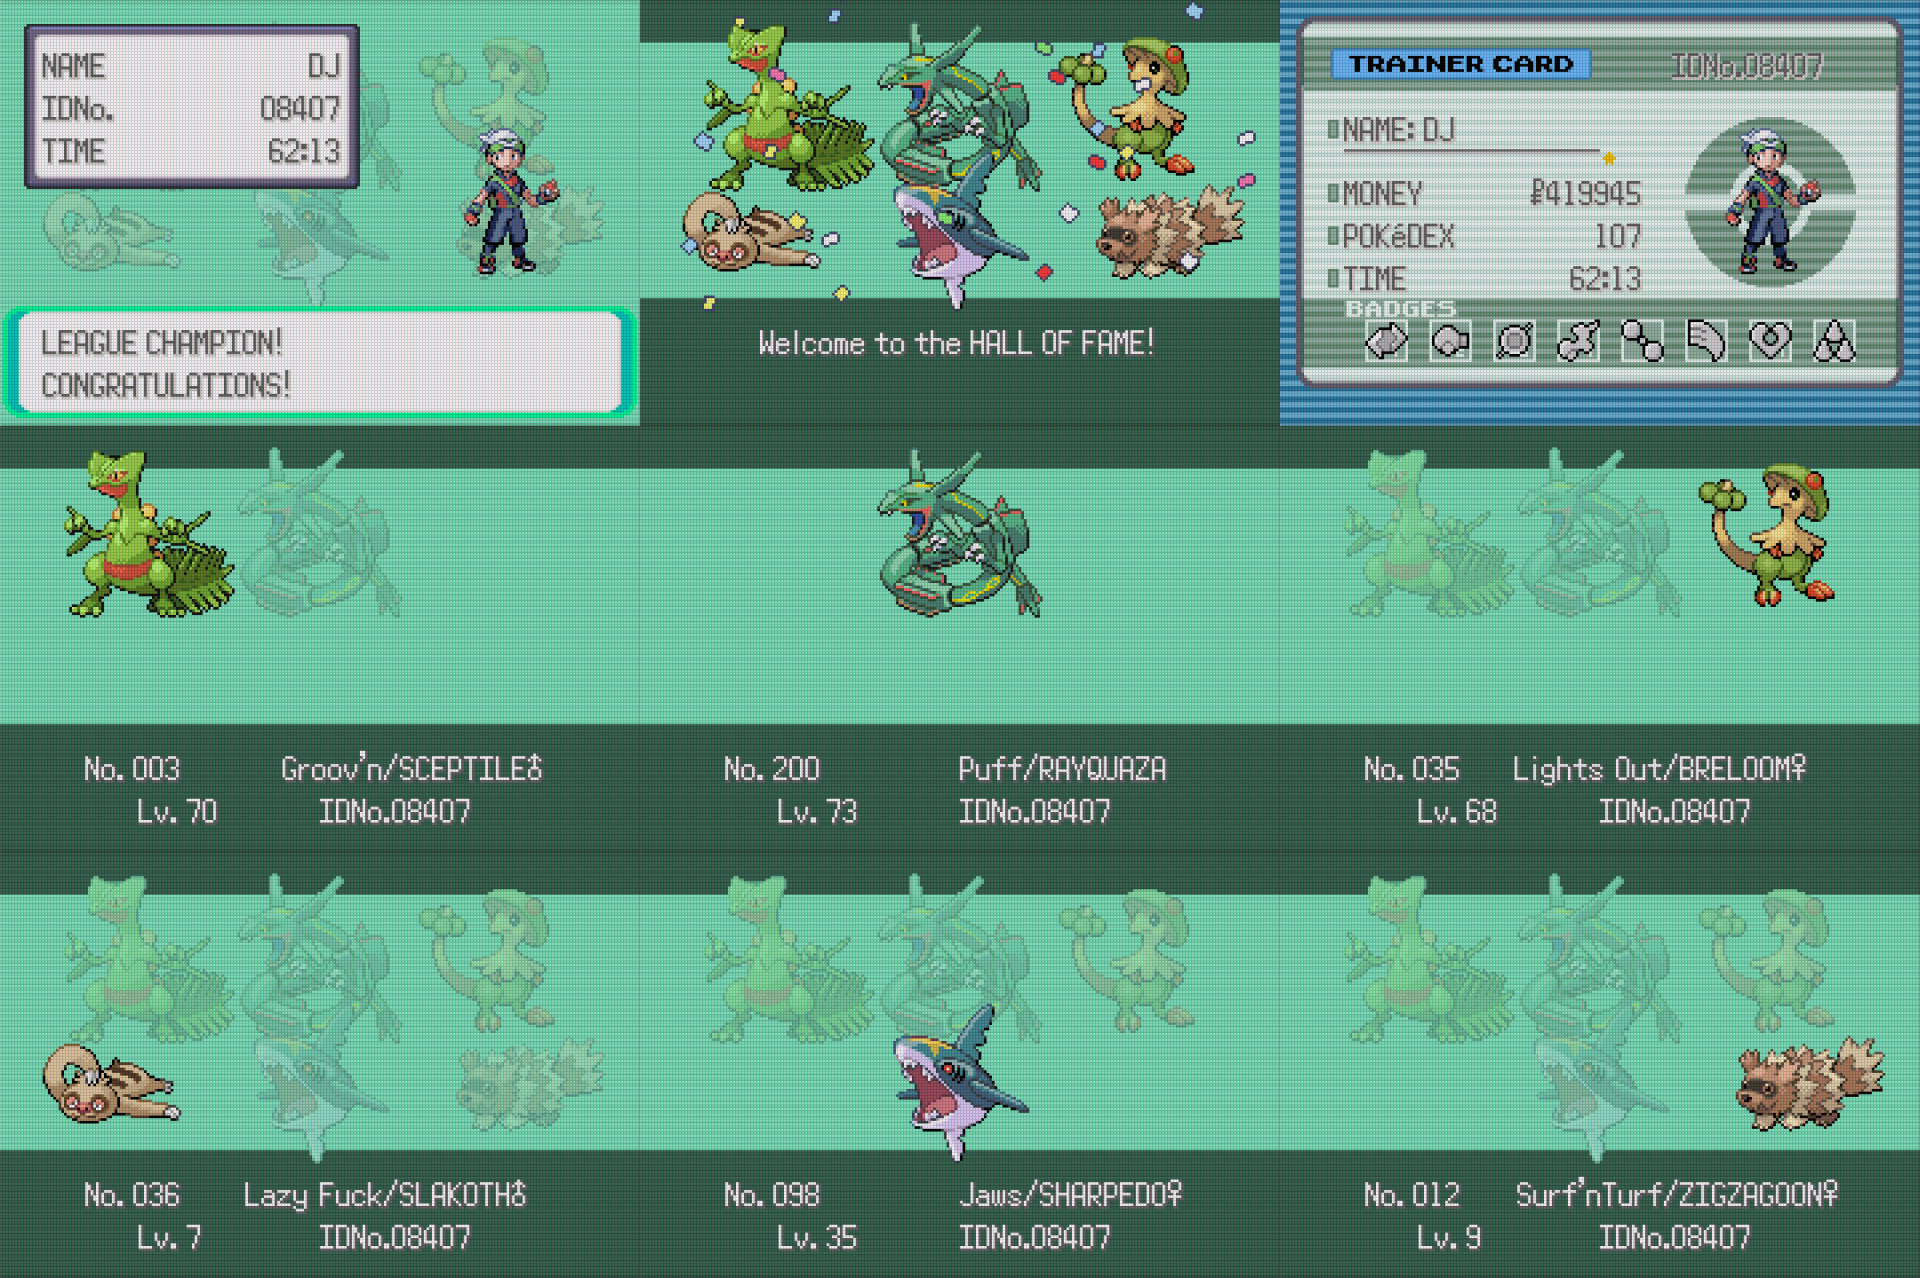 NAME DJ
IDNo. 08407
TIME 62:13
LEAGUE CHAMPION!
CONGRATULATIONS!
Welcome to the HALL OF FAME!
TRAINER CARD IDNo.08407
NAME: DJ
MONEY ₽419945
POKéDEX 107
TIME 62:13
BADGES
No. 003 Groov'n/SCEPTILE♂
Lv. 70 IDNo.08407
No. 200 Puff/RAYQUAZA
Lv. 73 IDNo.08407
No. 035 Lights Out/BRELOOM♀
Lv. 68 IDNo.08407
No. 036 Lazy Fuck/SLAKOTH♂
Lv. 7 IDNo.08407
No. 098 Jaws/SHARPEDO♀
Lv. 35 IDNo.08407
No. 012 Surf'nTurf/ZIGZAGOON♀
Lv. 9 IDNo.08407